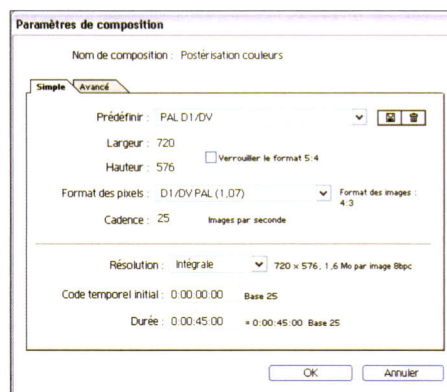 Paramètres de composition
Nom de composition : Postérisation couleurs
Simple Avancé
Prédéfinir : PAL D1/DV
Largeur : 720
Verrouiller le format 5:4
Hauteur : 576
Format des pixels : D1/DV PAL (1,07) Format des images : 4:3
Cadence : 25 Images par seconde
Résolution : Intégrale 720 x 576, 1,6 Mo par image 8bpc
Code temporel initial : 0:00:00:00 Base 25
Durée : 0:00:45:00 = 0:00:45:00 Base 25
OK Annuler